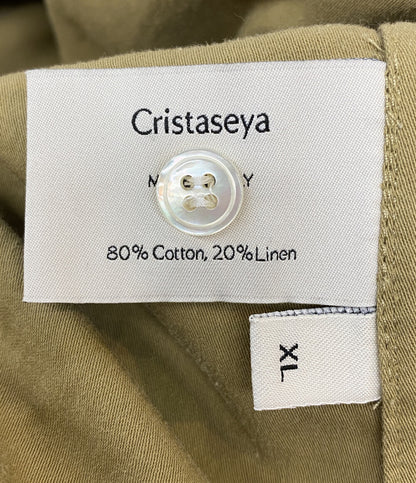 Cristaseya
80% Cotton, 20% Linen
XL